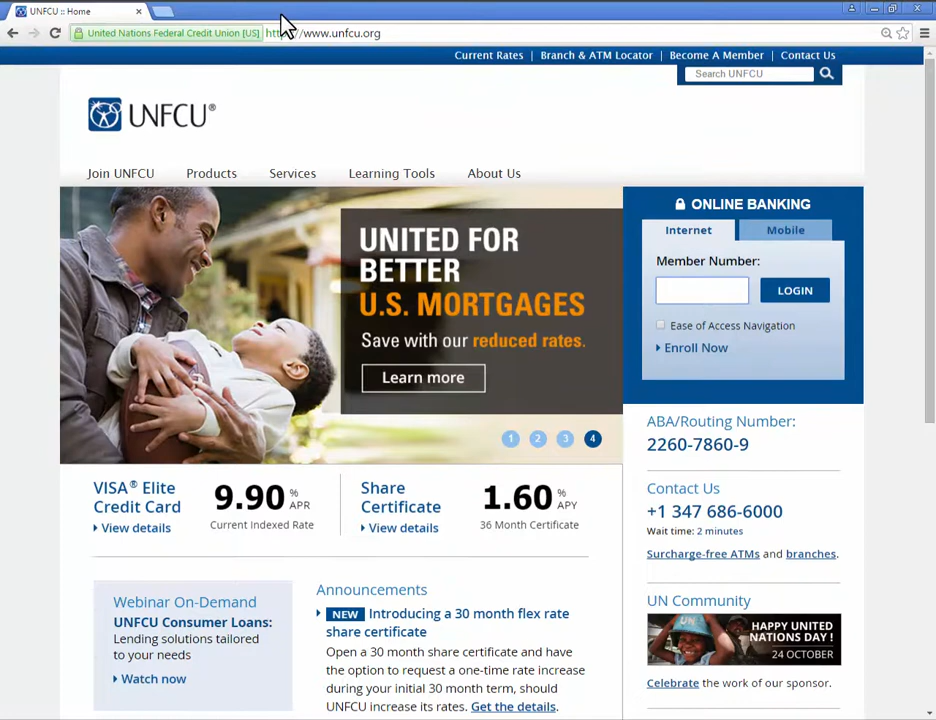 UNFCU :: Home
United Nations Federal Credit Union [US]
www.unfcu.org
Current Rates | Branch & ATM Locator | Become A Member | Contact Us
Search UNFCU
UNFCU®
Join UNFCU Products Services Learning Tools About Us
UNITED FOR
BETTER
U.S. MORTGAGES
Save with our reduced rates.
Learn more
1 2 3 4
ONLINE BANKING
Internet Mobile
Member Number:
LOGIN
Ease of Access Navigation
Enroll Now
ABA/Routing Number:
2260-7860-9
Contact Us
+1 347 686-6000
Wait time: 2 minutes
Surcharge-free ATMs and branches.
UN Community
HAPPY UNITED
NATIONS DAY !
24 OCTOBER
Celebrate the work of our sponsor.
VISA® Elite
Credit Card
View details
9.90 % APR
Current Indexed Rate
Share
Certificate
View details
1.60 % APY
36 Month Certificate
Webinar On-Demand
UNFCU Consumer Loans:
Lending solutions tailored
to your needs
Watch now
Announcements
NEW Introducing a 30 month flex rate
share certificate
Open a 30 month share certificate and have
the option to request a one-time rate increase
during your initial 30 month term, should
UNFCU increase its rates. Get the details.